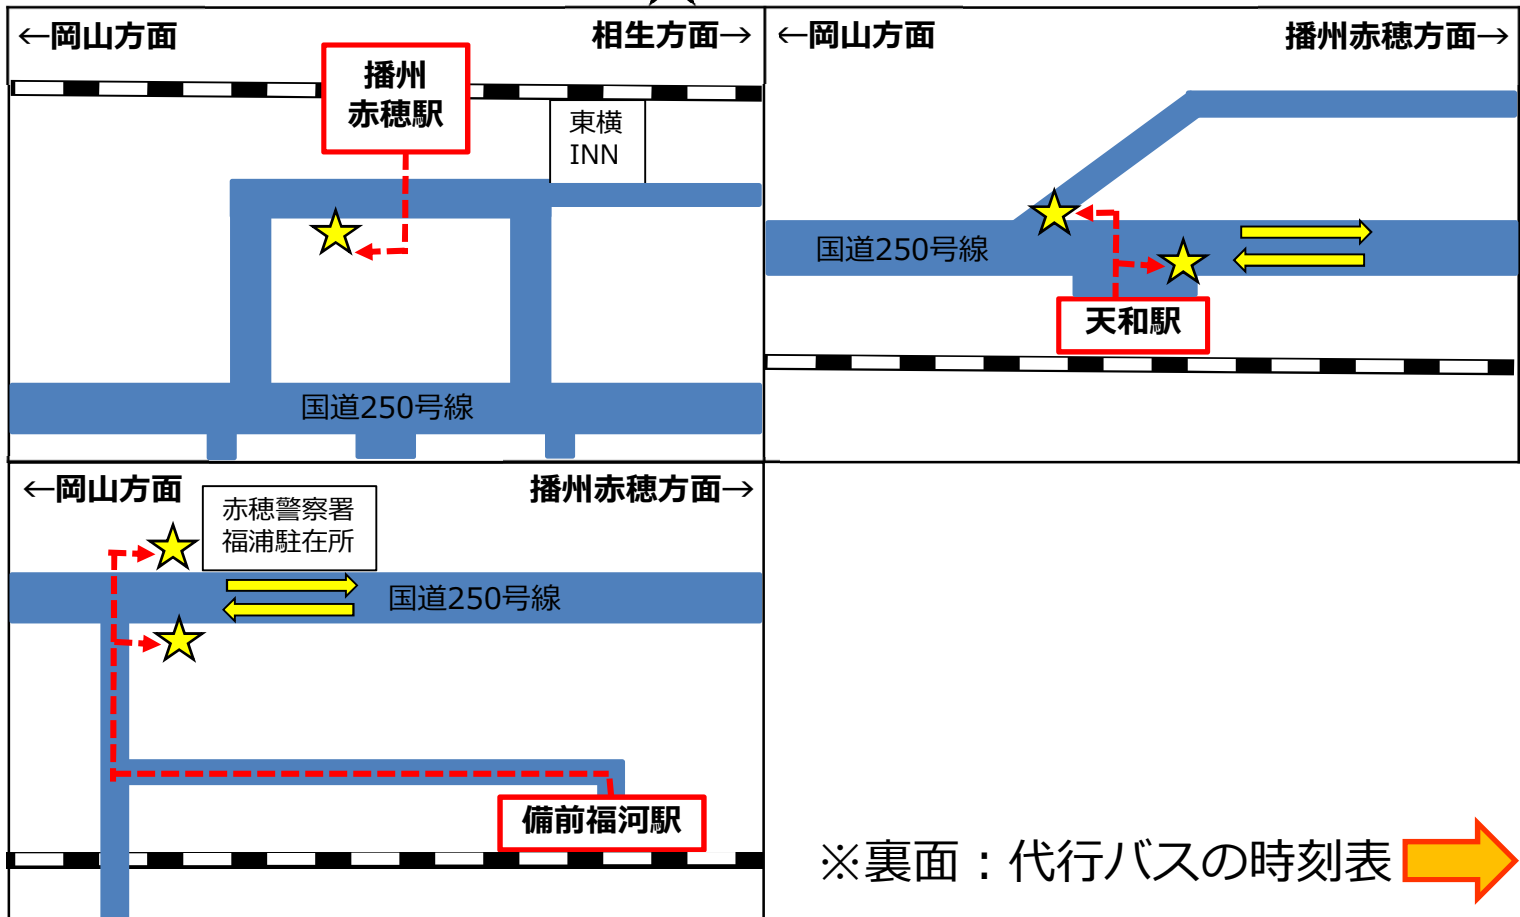 ←岡山方面
相生方面→
播州
赤穂駅
東横
INN
国道250号線
←岡山方面
播州赤穂方面→
国道250号線
天和駅
←岡山方面
播州赤穂方面→
赤穂警察署
福浦駐在所
国道250号線
備前福河駅
※裏面：代行バスの時刻表